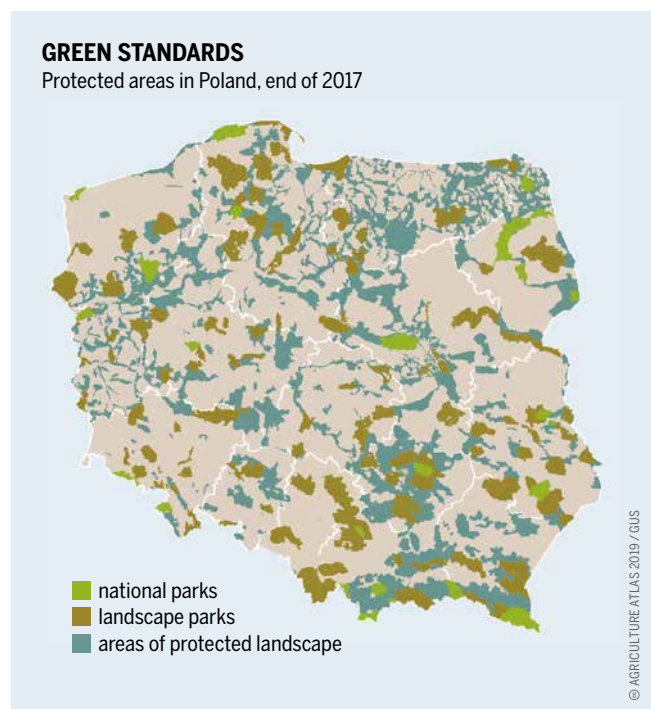 GREEN STANDARDS
Protected areas in Poland, end of 2017
national parks
landscape parks
areas of protected landscape
AGRICULTURE ATLAS 2019 / GUS